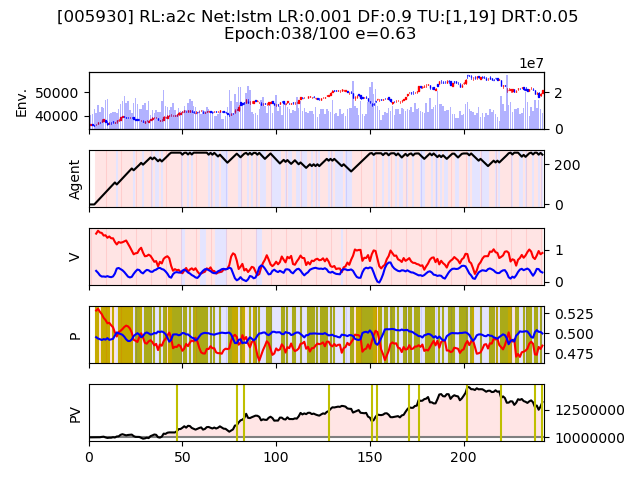 [005930] RL:a2c Net:lstm LR:0.001 DF:0.9 TU:[1,19] DRT:0.05
Epoch:038/100 e=0.63
1e7
Env.
50000
40000
2
0
Agent
200
0
V
1
0
P
0.525
0.500
0.475
PV
12500000
10000000
0
50
100
150
200